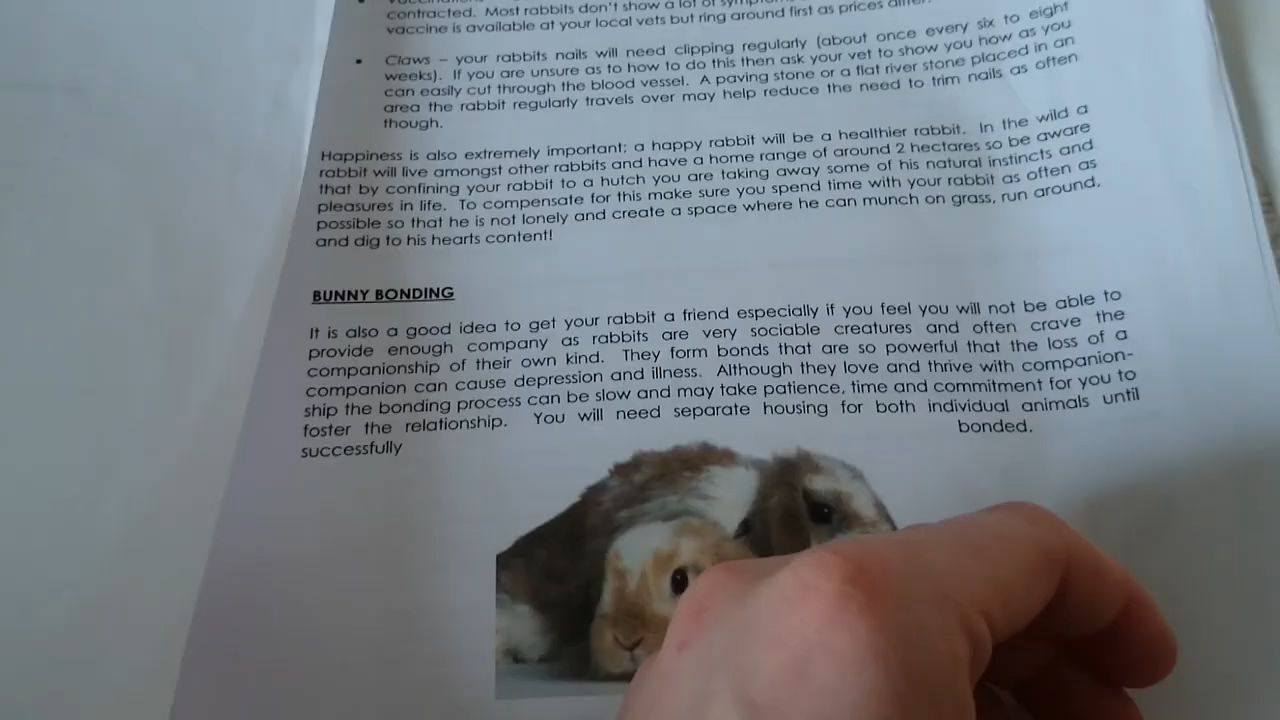 contracted. Most rabbits don't show a lot of
vaccine is available at your local vets but ring around first as prices differ.
• Claws – your rabbits nails will need clipping regularly (about once every six to eight
weeks). If you are unsure as to how to do this then ask your vet to show you how as you
can easily cut through the blood vessel. A paving stone or a flat river stone placed in an
area the rabbit regularly travels over may help reduce the need to trim nails as often
though.
Happiness is also extremely important; a happy rabbit will be a healthier rabbit. In the wild a
rabbit will live amongst other rabbits and have a home range of around 2 hectares so be aware
that by confining your rabbit to a hutch you are taking away some of his natural instincts and
pleasures in life. To compensate for this make sure you spend time with your rabbit as often as
possible so that he is not lonely and create a space where he can munch on grass, run around,
and dig to his hearts content!
BUNNY BONDING
It is also a good idea to get your rabbit a friend especially if you feel you will not be able to
provide enough company as rabbits are very sociable creatures and often crave the
companionship of their own kind. They form bonds that are so powerful that the loss of a
companion can cause depression and illness. Although they love and thrive with companion-
ship the bonding process can be slow and may take patience, time and commitment for you to
foster the relationship. You will need separate housing for both individual animals until
successfully bonded.